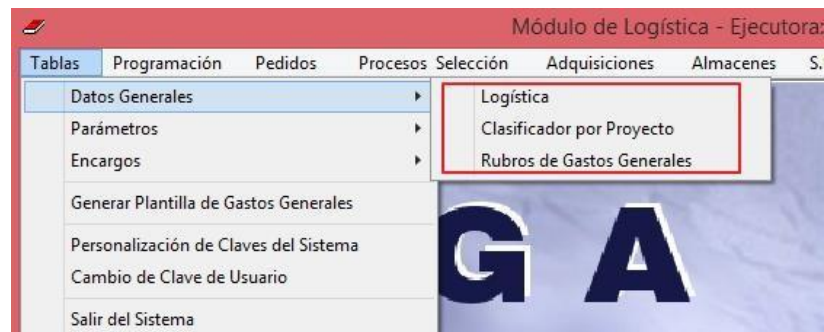 Módulo de Logística - Ejecutora:
Tablas Programación Pedidos Procesos Selección Adquisiciones Almacenes S.
Datos Generales
Logística
Parámetros
Clasificador por Proyecto
Encargos
Rubros de Gastos Generales
Generar Plantilla de Gastos Generales
Personalización de Claves del Sistema
Cambio de Clave de Usuario
Salir del Sistema
G A